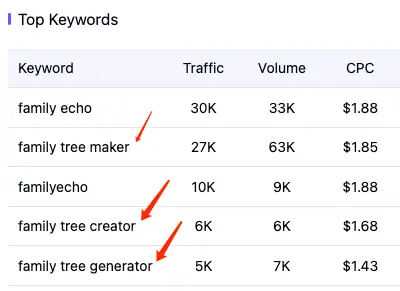 Top Keywords
Keyword Traffic Volume CPC
family echo 30K 33K $1.88
family tree maker 27K 63K $1.85
familyecho 10K 9K $1.88
family tree creator 6K 6K $1.68
family tree generator 5K 7K $1.43